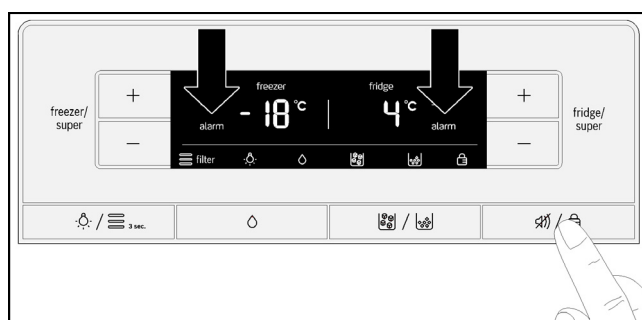 freezer/
super
+
−
freezer
fridge
- 18 °C
4 °C
alarm
alarm
filter
+
−
fridge/
super
/
3 sec.
/
/